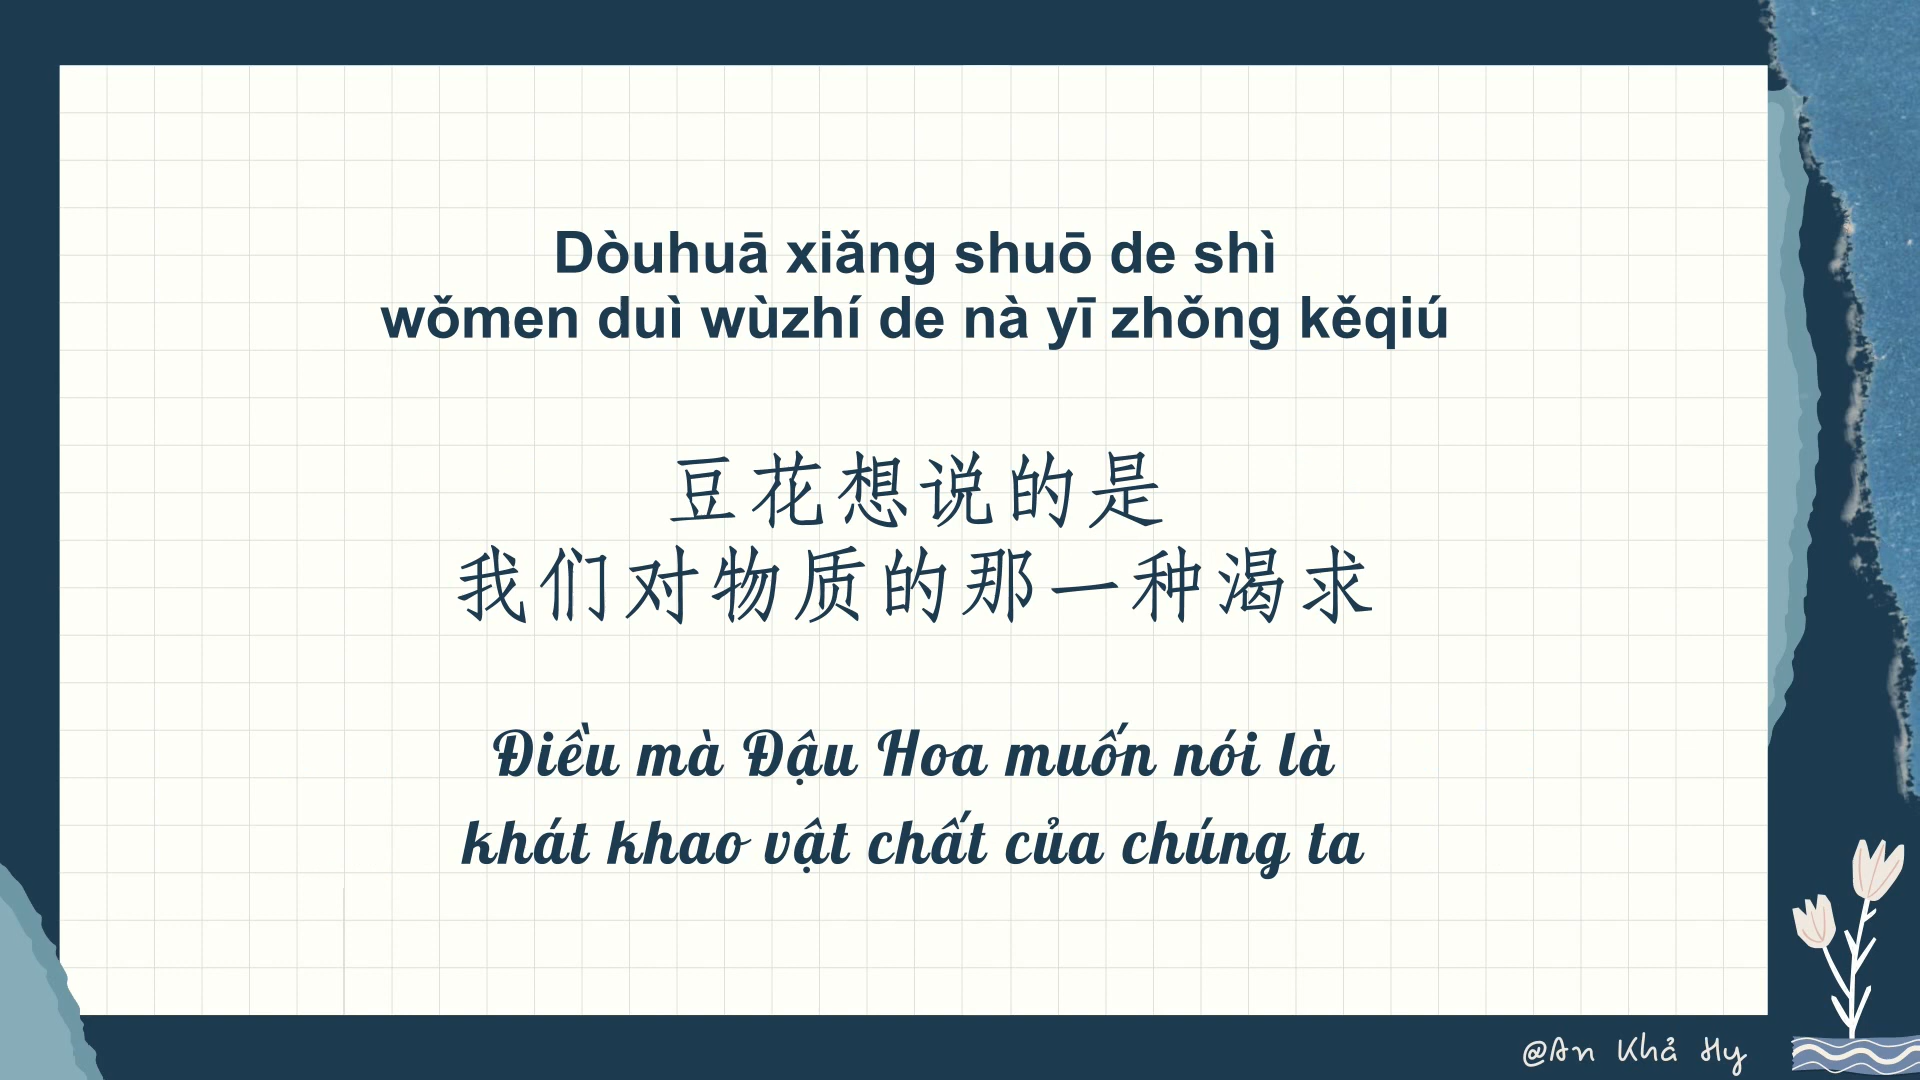 Dòuhuā xiǎng shuō de shì
wǒmen duì wùzhí de nà yī zhǒng kěqiú
豆花想说的是
我们对物质的那一种渴求
Điều mà Đậu Hoa muốn nói là
khát khao vật chất của chúng ta
@An Khả Hy